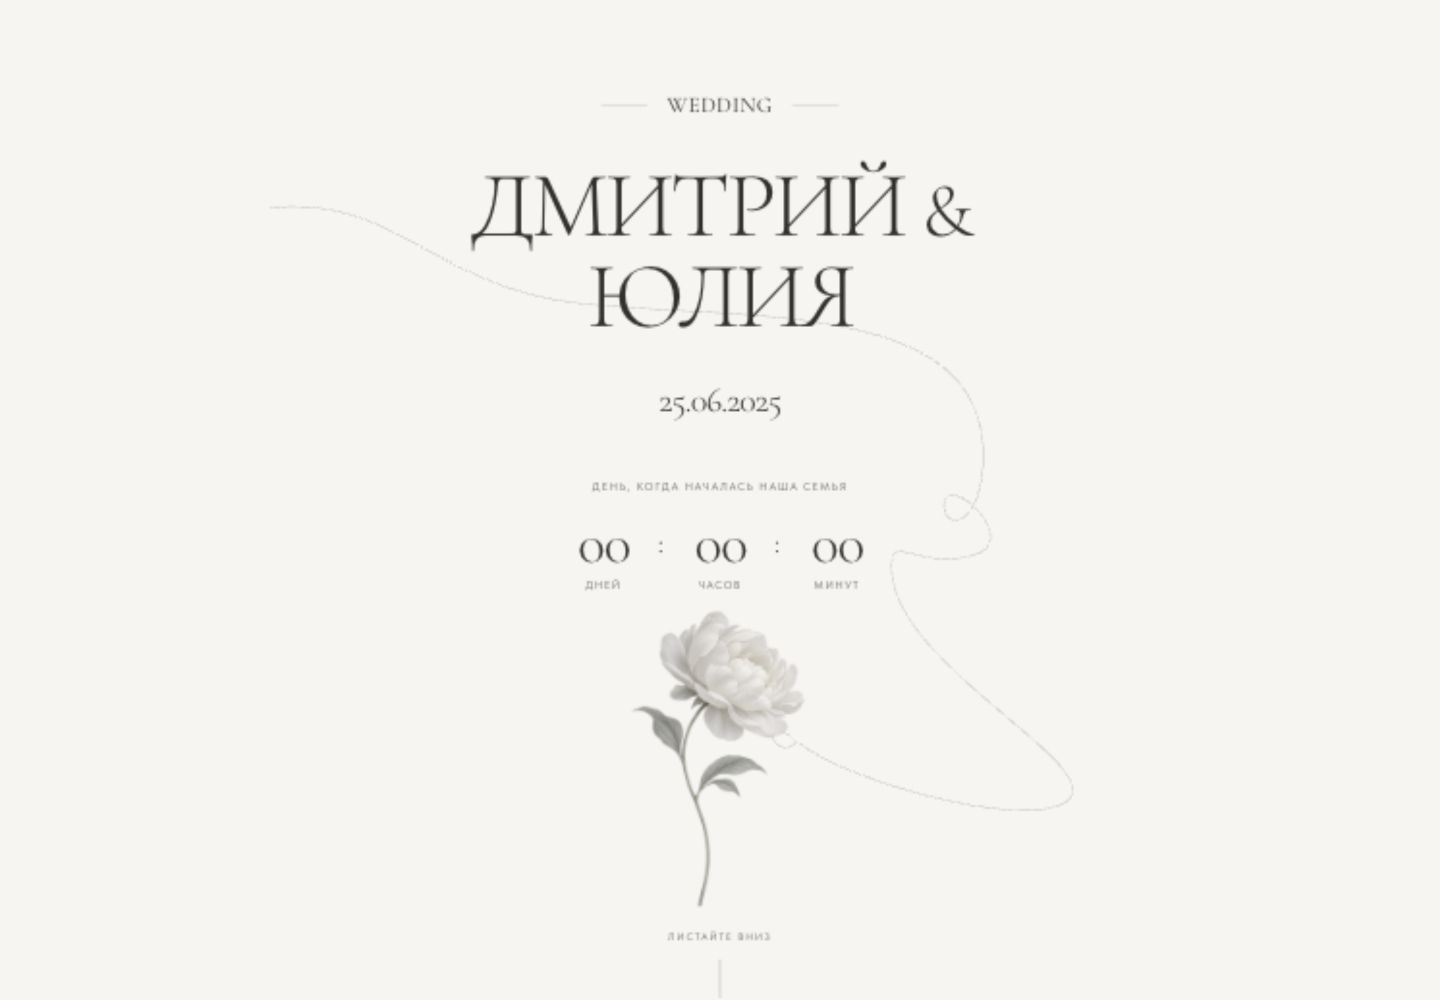 WEDDING
ДМИТРИЙ &
ЮЛИЯ
25.06.2025
ДЕНЬ, КОГДА НАЧАЛАСЬ НАША СЕМЬЯ
00 : 00 : 00
ДНЕЙ ЧАСОВ МИНУТ
ЛИСТАЙТЕ ВНИЗ